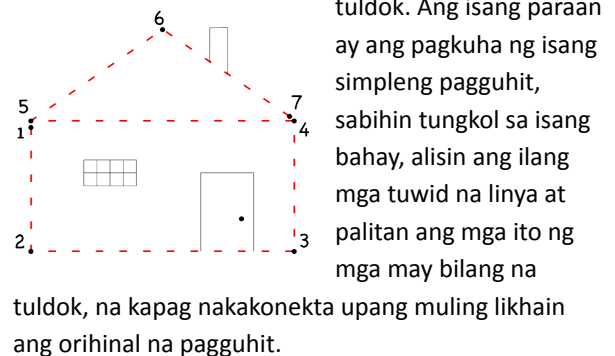 tuldok. Ang isang paraan
ay ang pagkuha ng isang
simpleng pagguhit,
sabihin tungkol sa isang
bahay, alisin ang ilang
mga tuwid na linya at
palitan ang mga ito ng
mga may bilang na
tuldok, na kapag nakakonekta upang muling likhain
ang orihinal na pagguhit.
6
5
7
1
4
2
3